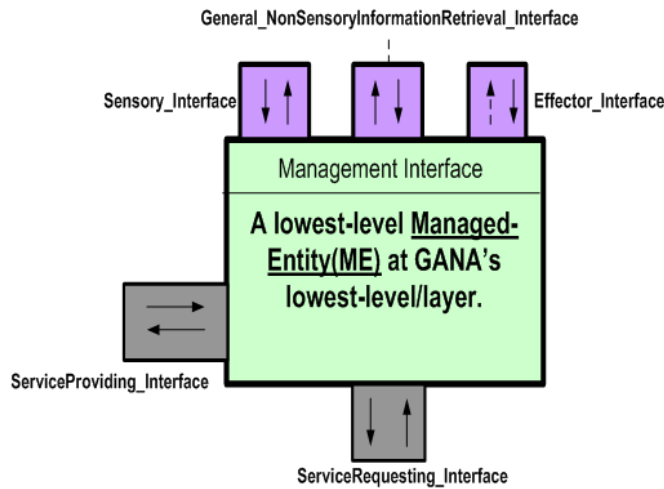 General_NonSensoryInformationRetrieval_Interface
Sensory_Interface
Effector_Interface
Management Interface
A lowest-level Managed-
Entity(ME) at GANA's
lowest-level/layer.
ServiceProviding_Interface
ServiceRequesting_Interface